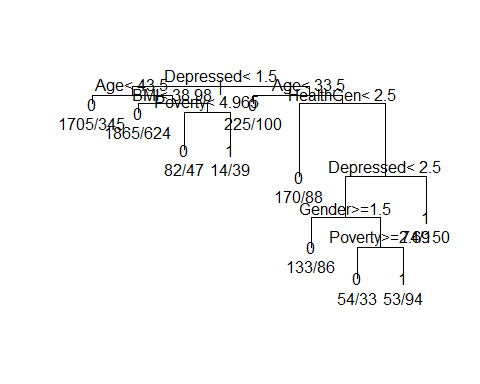 Depressed< 1.5
Age< 43.5
Age< 33.5
BMI< 38.98
HealthGen< 2.5
0
Poverty< 4.965
0
0
1705/345
1865/624
225/100
0
1
82/47
14/39
0
Depressed< 2.5
170/88
Gender>=1.5
1
Poverty>=2.69
150
0
133/86
0
1
54/33
53/94